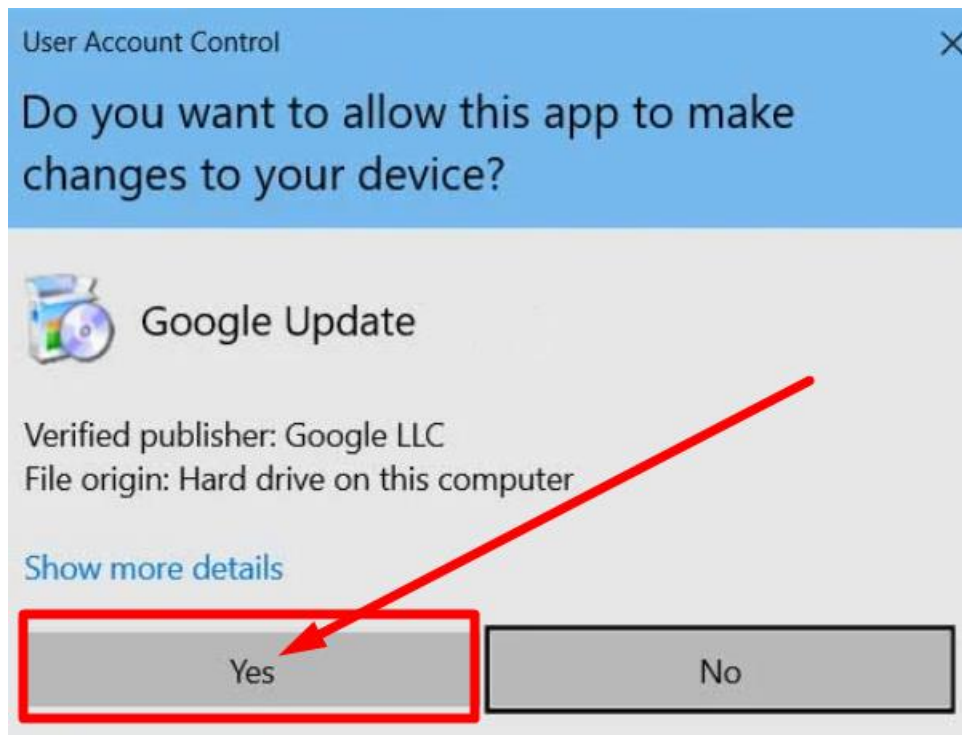 User Account Control
Do you want to allow this app to make
changes to your device?
Google Update
Verified publisher: Google LLC
File origin: Hard drive on this computer
Show more details
Yes
No